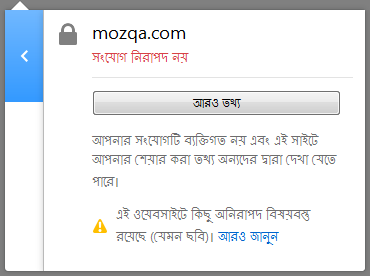 mozqa.com
সংযোগ নিরাপদ নয়
আরও তথ্য
আপনার সংযোগটি ব্যক্তিগত নয় এবং এই সাইটে
আপনার শেয়ার করা তথ্য অন্যদের দ্বারা দেখা যেতে
পারে।
এই ওয়েবসাইটে কিছু অনিরাপদ বিষয়বস্তু
রয়েছে (যেমন ছবি)। আরও জানুন